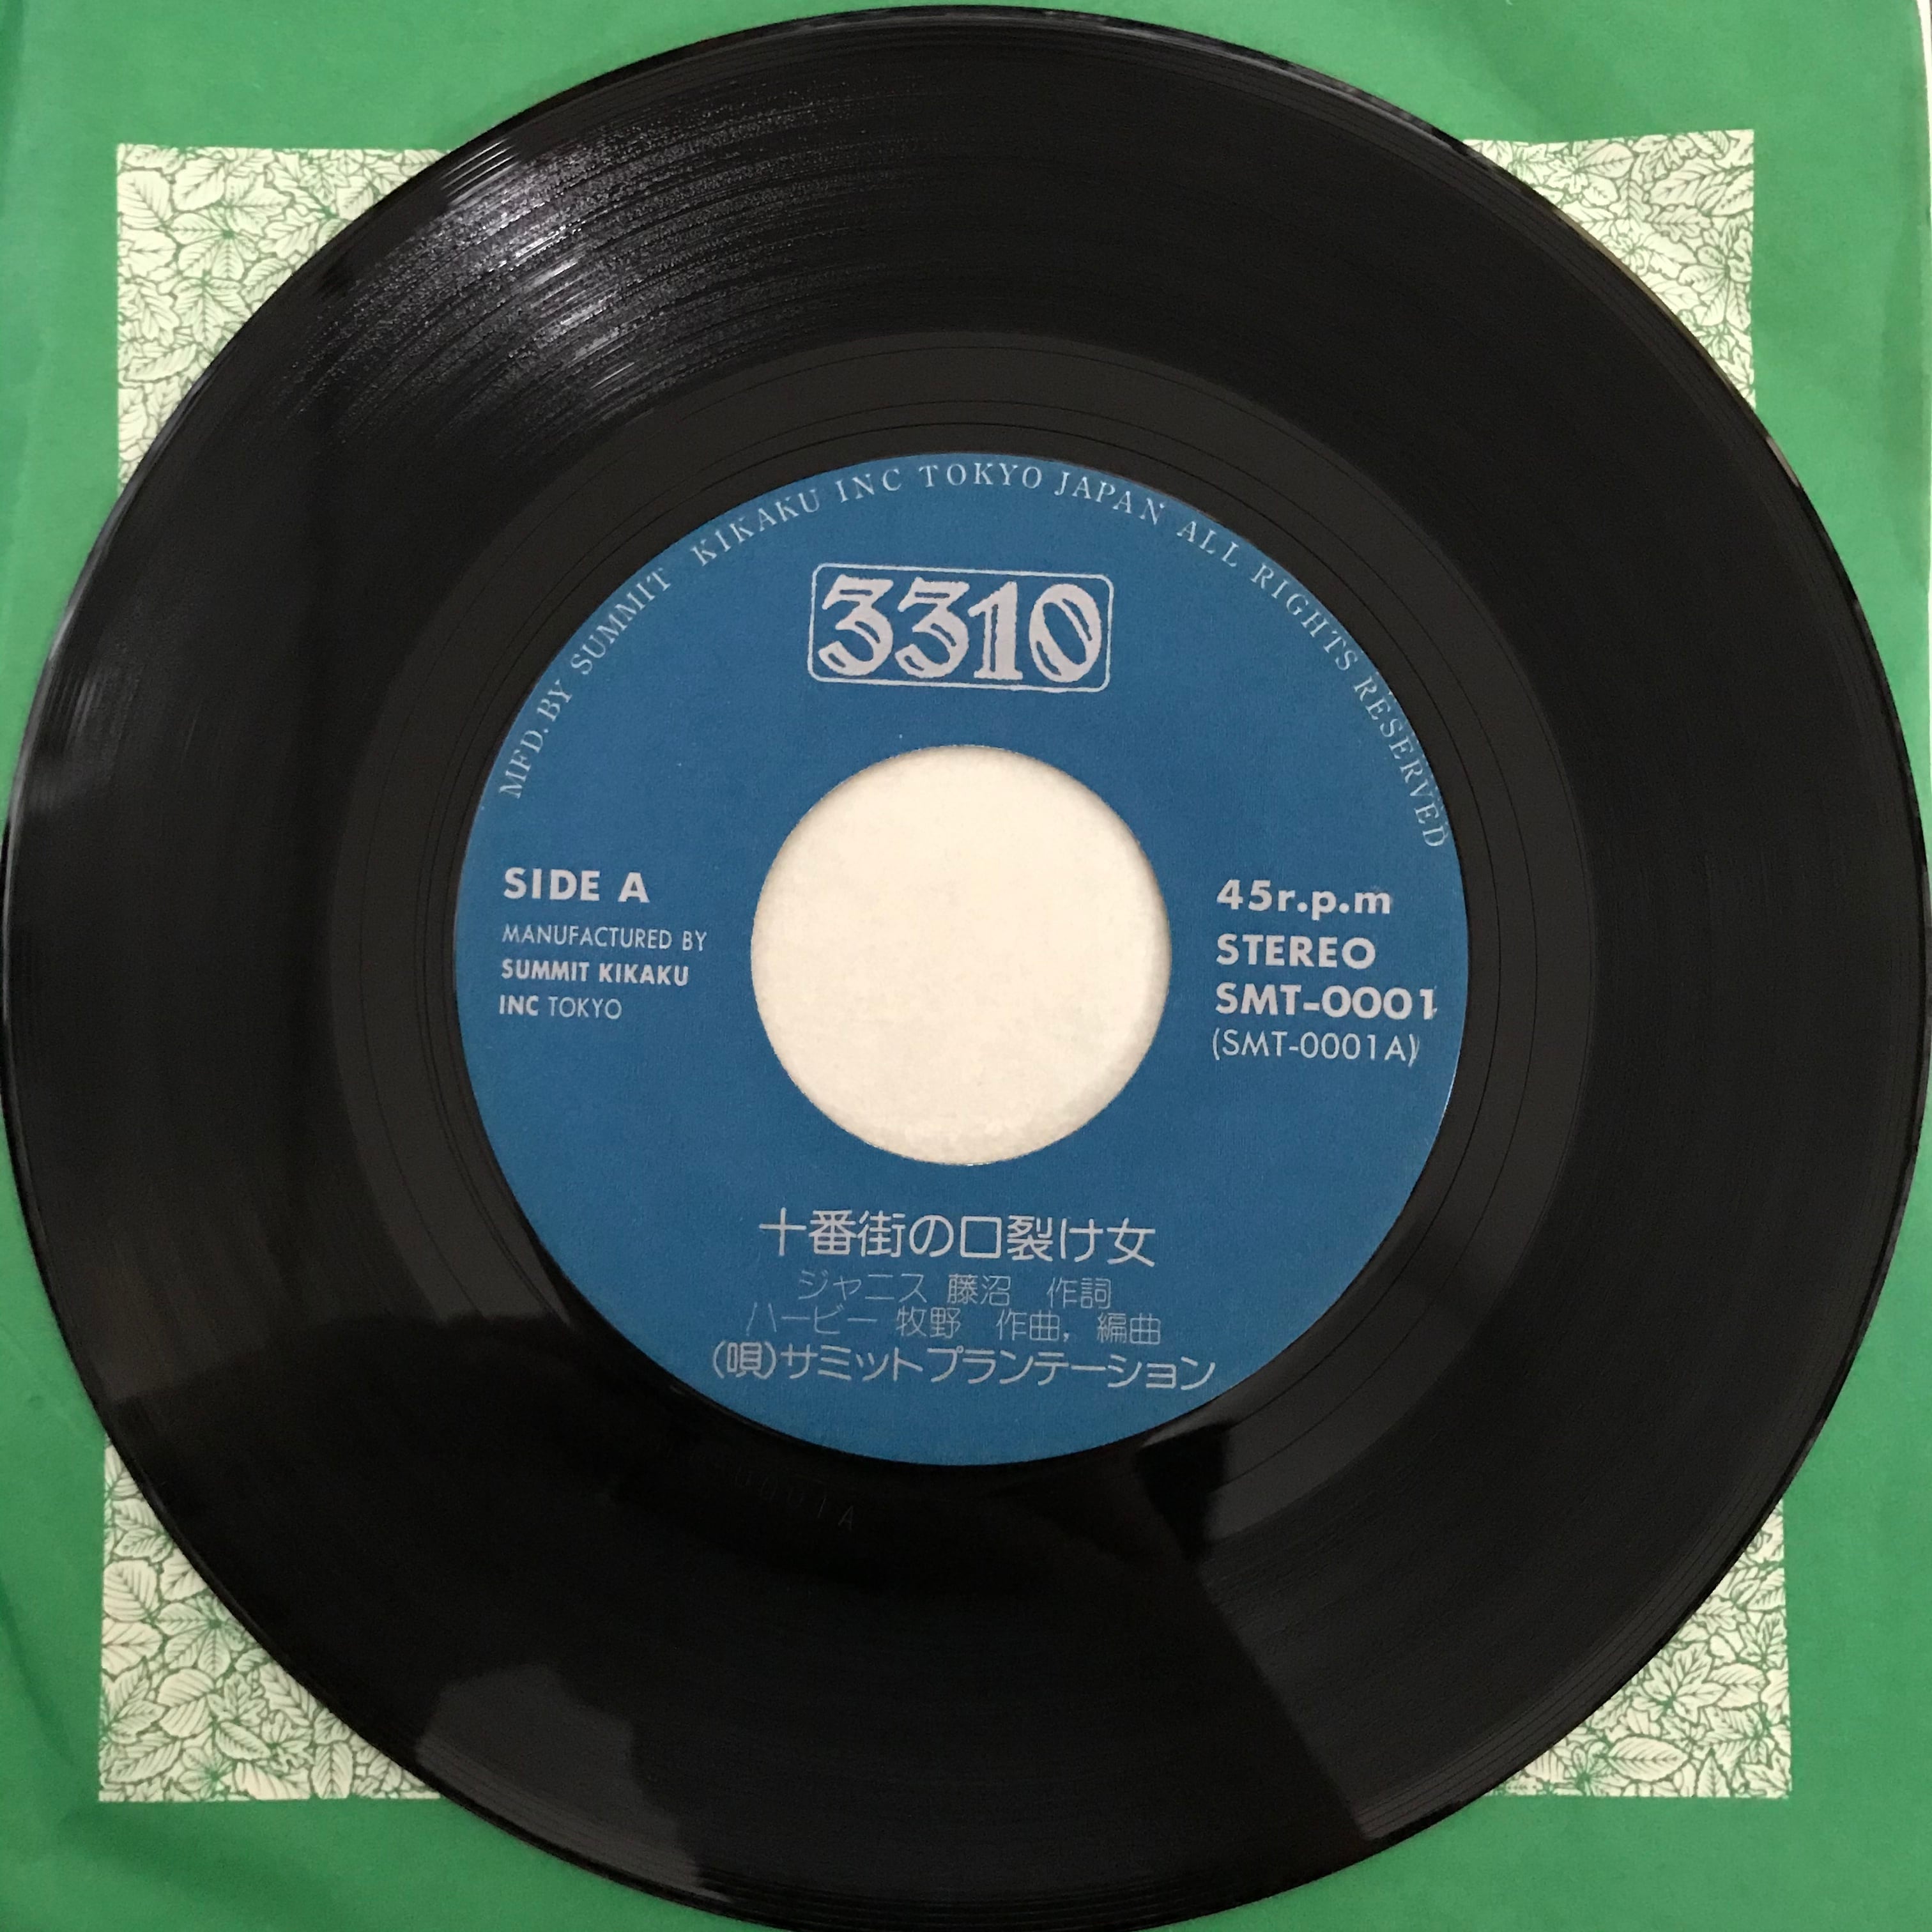 MFD. BY SUMMIT KIKAKU INC TOKYO JAPAN ALL RIGHTS RESERVED
3310
SIDE A
MANUFACTURED BY
SUMMIT KIKAKU
INC TOKYO
45r.p.m
STEREO
SMT-0001
(SMT-0001A)
十番街の口裂け女
ジャニス 藤沼 作詞
ハービー 牧野 作曲, 編曲
(唄)サミットプランテーション